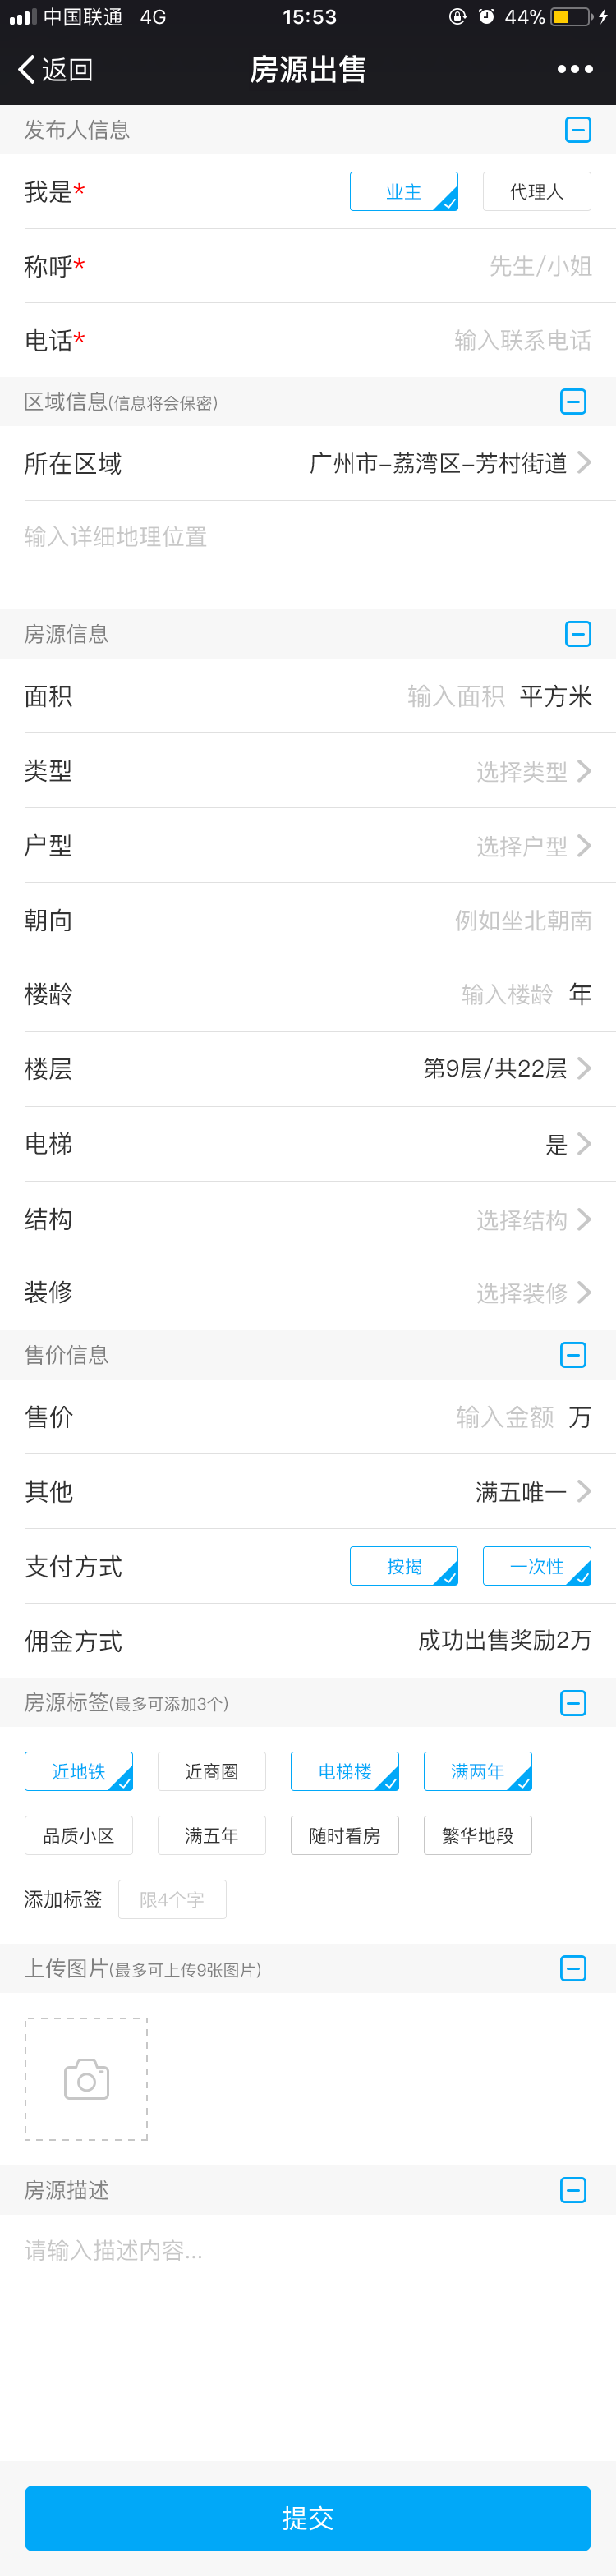 中国联通 4G 15:53 44%
返回 房源出售
发布人信息
我是* 业主 代理人
称呼* 先生/小姐
电话* 输入联系电话
区域信息(信息将会保密)
所在区域 广州市-荔湾区-芳村街道
输入详细地理位置
房源信息
面积 输入面积 平方米
类型 选择类型
户型 选择户型
朝向 例如坐北朝南
楼龄 输入楼龄 年
楼层 第9层/共22层
电梯 是
结构 选择结构
装修 选择装修
售价信息
售价 输入金额 万
其他 满五唯一
支付方式 按揭 一次性
佣金方式 成功出售奖励2万
房源标签(最多可添加3个)
近地铁 近商圈 电梯楼 满两年
品质小区 满五年 随时看房 繁华地段
添加标签 限4个字
上传图片(最多可上传9张图片)
房源描述
请输入描述内容...
提交